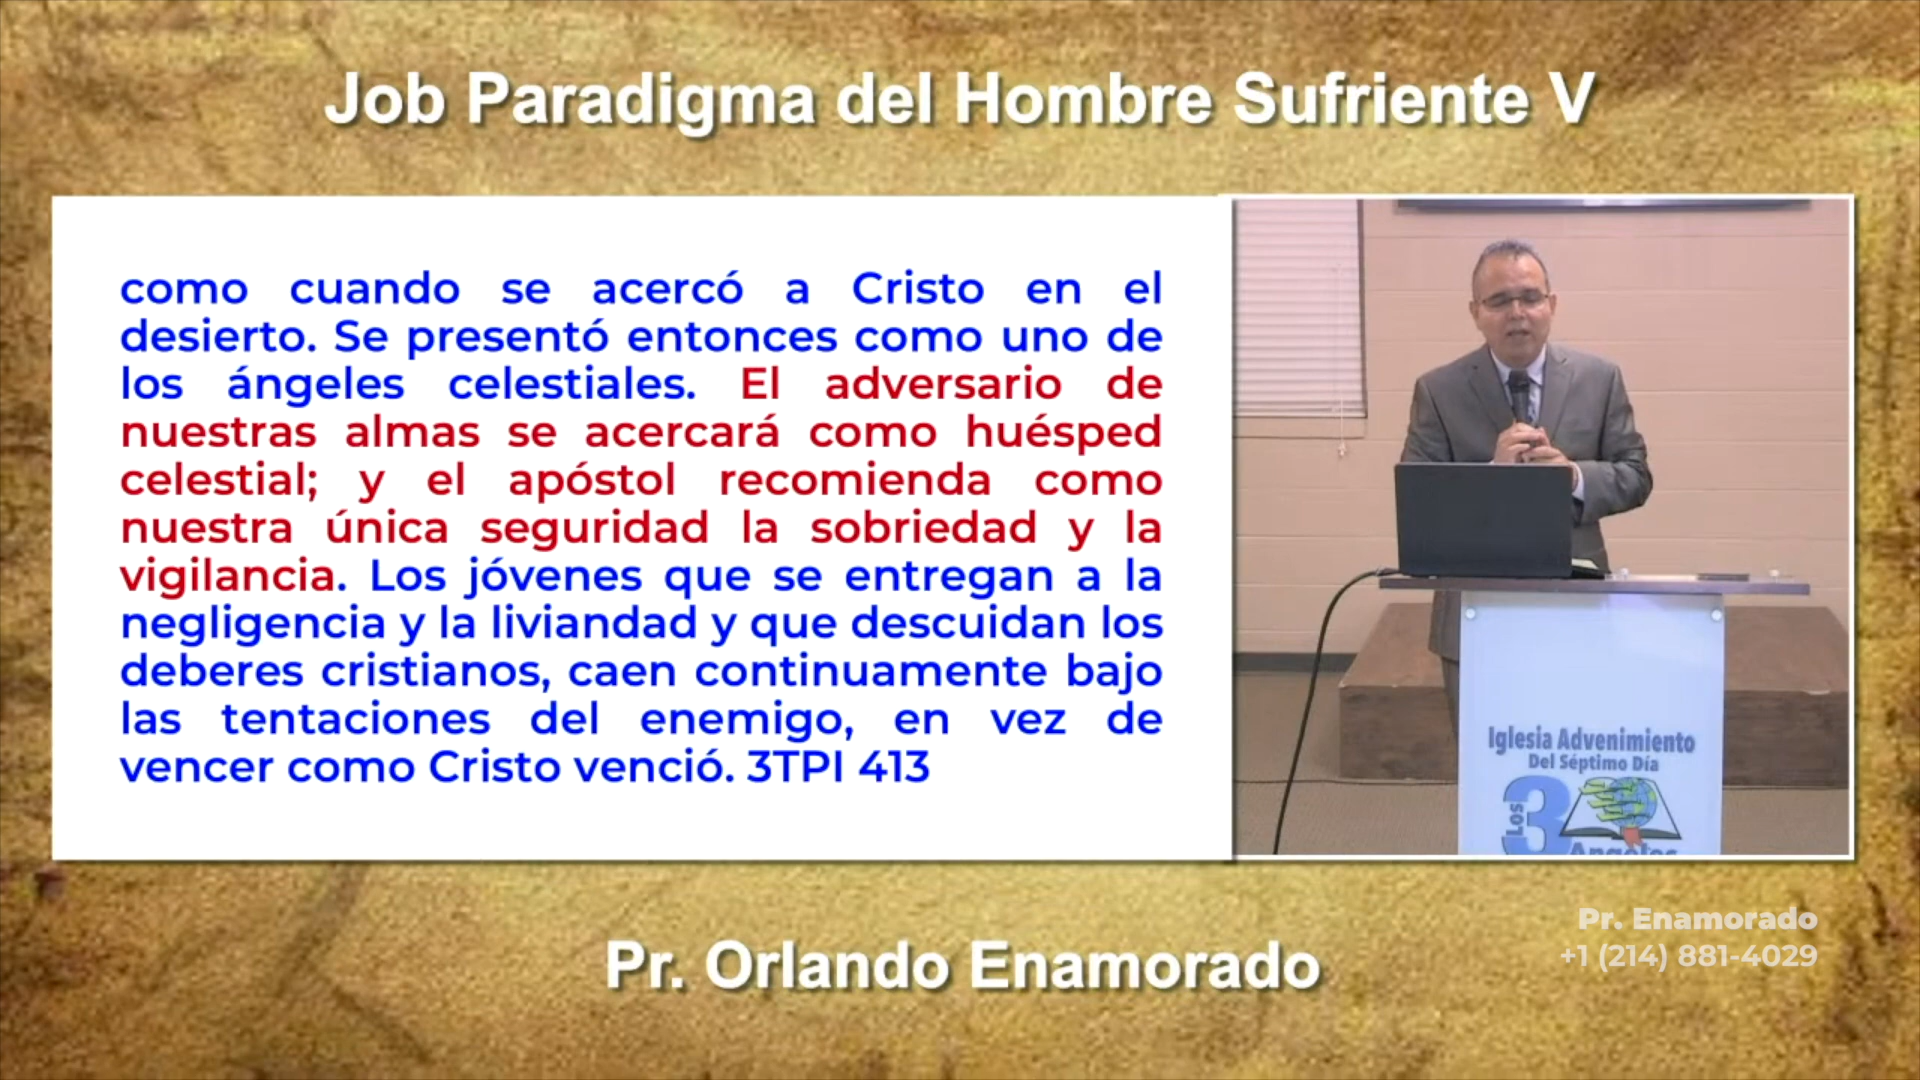 Job Paradigma del Hombre Sufriente V
como cuando se acercó a Cristo en el
desierto. Se presentó entonces como uno de
los ángeles celestiales. El adversario de
nuestras almas se acercará como huésped
celestial; y el apóstol recomienda como
nuestra única seguridad la sobriedad y la
vigilancia. Los jóvenes que se entregan a la
negligencia y la liviandad y que descuidan los
deberes cristianos, caen continuamente bajo
las tentaciones del enemigo, en vez de
vencer como Cristo venció. 3TPI 413
Iglesia Advenimiento
Del Séptimo Día
Los 3
Angeles
Pr. Enamorado
+1 (214) 881-4029
Pr. Orlando Enamorado